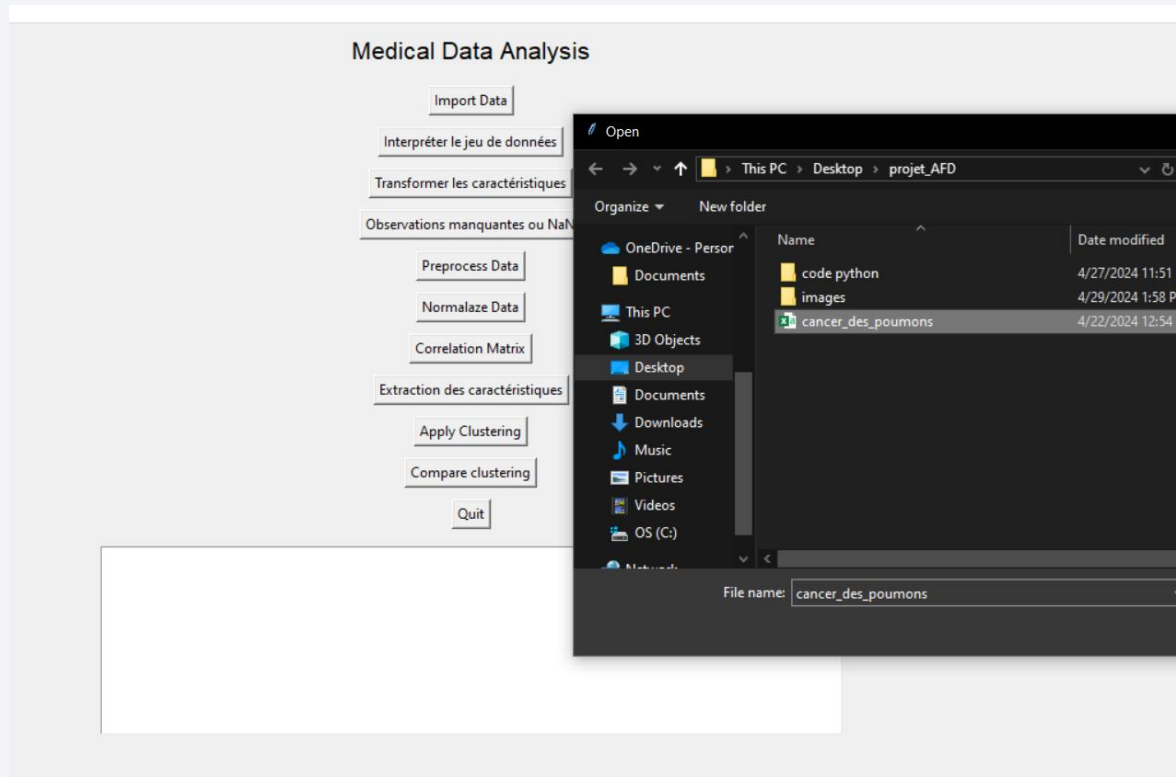 Medical Data Analysis
Import Data
Interpréter le jeu de données
Transformer les caractéristiques
Observations manquantes ou NaN
Preprocess Data
Normalaze Data
Correlation Matrix
Extraction des caractéristiques
Apply Clustering
Compare clustering
Quit
Open
This PC > Desktop > projet_AFD
Organize New folder
Name Date modified
OneDrive - Person
Documents
This PC
3D Objects
Desktop
Documents
Downloads
Music
Pictures
Videos
OS (C:)
Network
code python 4/27/2024 11:51
images 4/29/2024 1:58 P
cancer_des_poumons 4/22/2024 12:54
File name: cancer_des_poumons